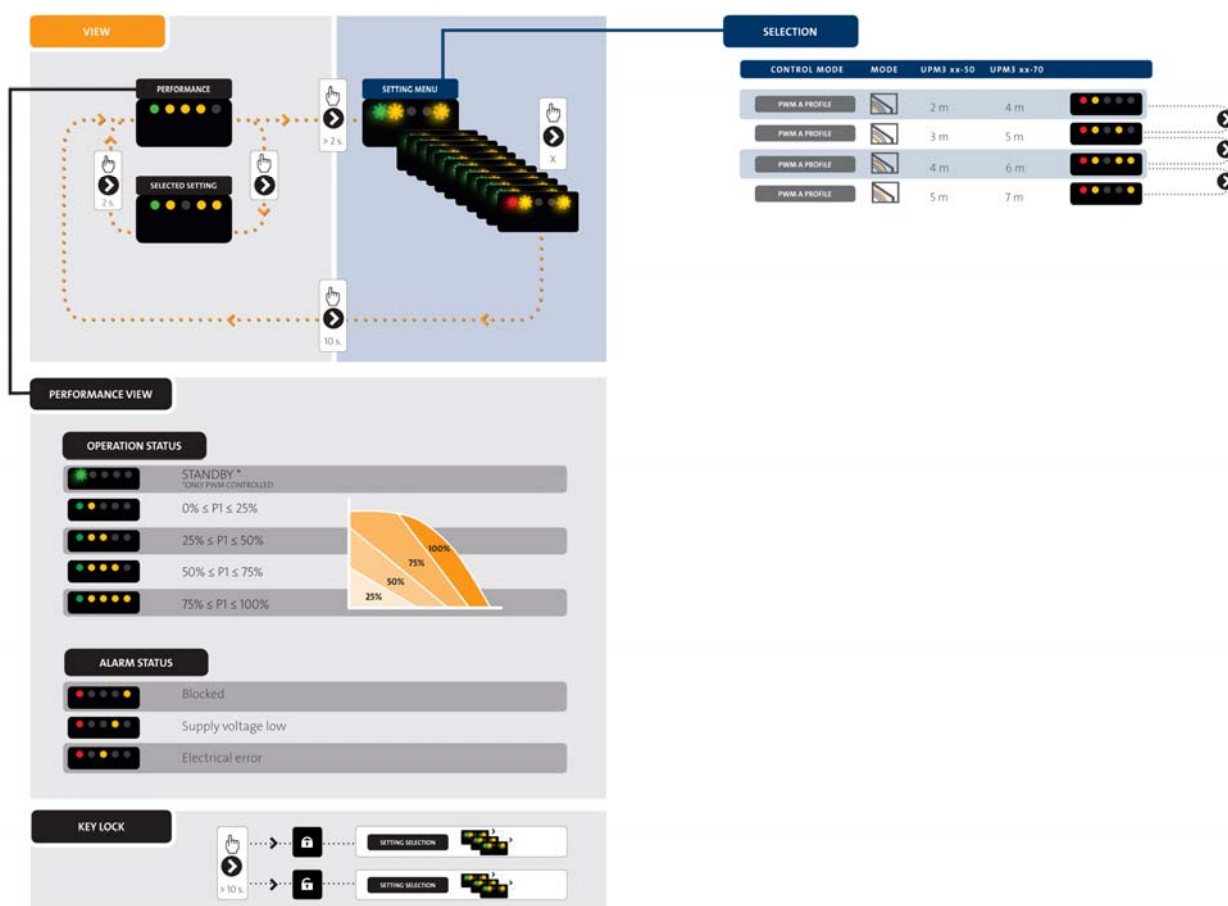 VIEW
PERFORMANCE
SELECTED SETTING
2 s.
> 2 s.
SETTING MENU
X
10 s.
SELECTION
CONTROL MODE MODE UPM3 xx-50 UPM3 xx-70
PWM A PROFILE 2 m 4 m
PWM A PROFILE 3 m 5 m
PWM A PROFILE 4 m 6 m
PWM A PROFILE 5 m 7 m
PERFORMANCE VIEW
OPERATION STATUS
STANDBY *
*ONLY PWM CONTROLLED
0% ≤ P1 ≤ 25%
25% ≤ P1 ≤ 50%
50% ≤ P1 ≤ 75%
75% ≤ P1 ≤ 100%
100%
75%
50%
25%
ALARM STATUS
Blocked
Supply voltage low
Electrical error
KEY LOCK
> 10 s.
SETTING SELECTION
SETTING SELECTION